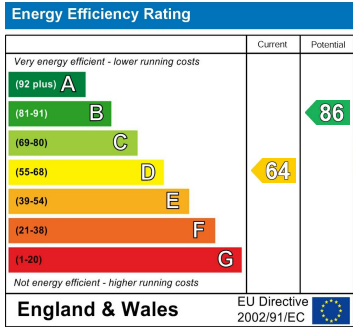 Energy Efficiency Rating
Current Potential
Very energy efficient - lower running costs
(92 plus) A
(81-91) B
86
(69-80) C
(55-68) D
64
(39-54) E
(21-38) F
(1-20) G
Not energy efficient - higher running costs
England & Wales
EU Directive
2002/91/EC